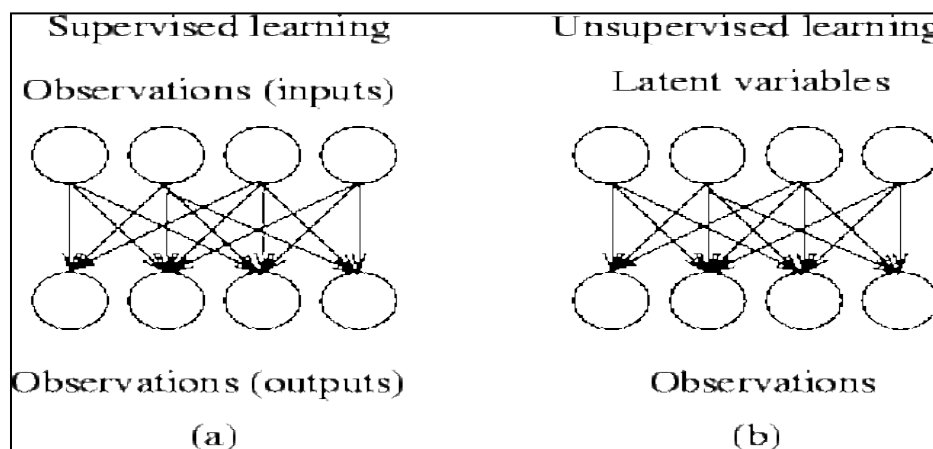 Supervised learning
Observations (inputs)
Observations (outputs)
(a)
Unsupervised learning
Latent variables
Observations
(b)